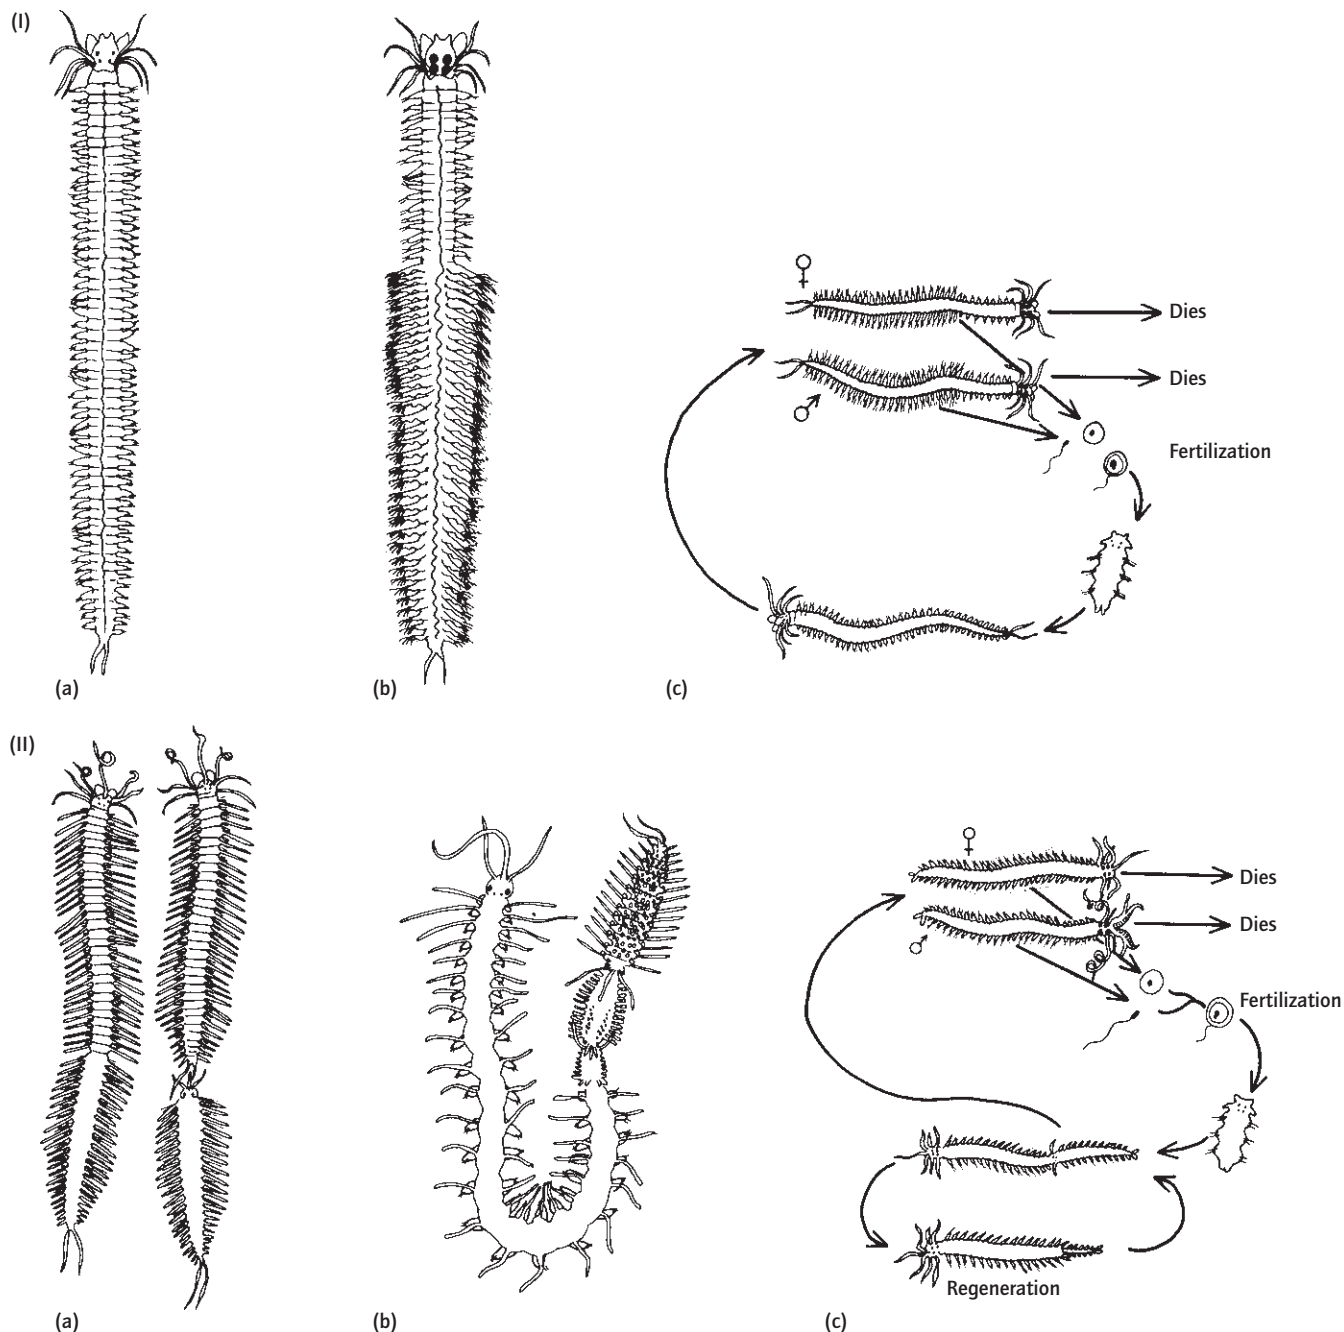 (I)
♀
Dies
Dies
♂
Fertilization
(a)
(b)
(c)
(II)
♀
Dies
Dies
♂
Fertilization
Regeneration
(a)
(b)
(c)